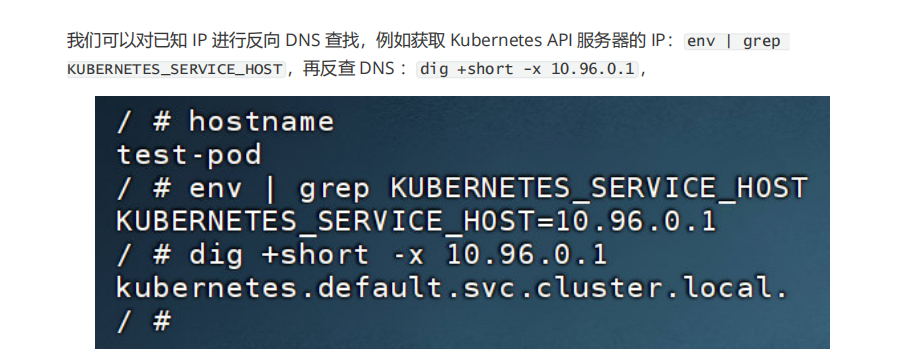 我们可以对已知 IP 进行反向 DNS 查找，例如获取 Kubernetes API 服务器的 IP： env | grep
KUBERNETES_SERVICE_HOST ，再反查 DNS ： dig +short -x 10.96.0.1 ，
/ # hostname
test-pod
/ # env | grep KUBERNETES_SERVICE_HOST
KUBERNETES_SERVICE_HOST=10.96.0.1
/ # dig +short -x 10.96.0.1
kubernetes.default.svc.cluster.local.
/ #